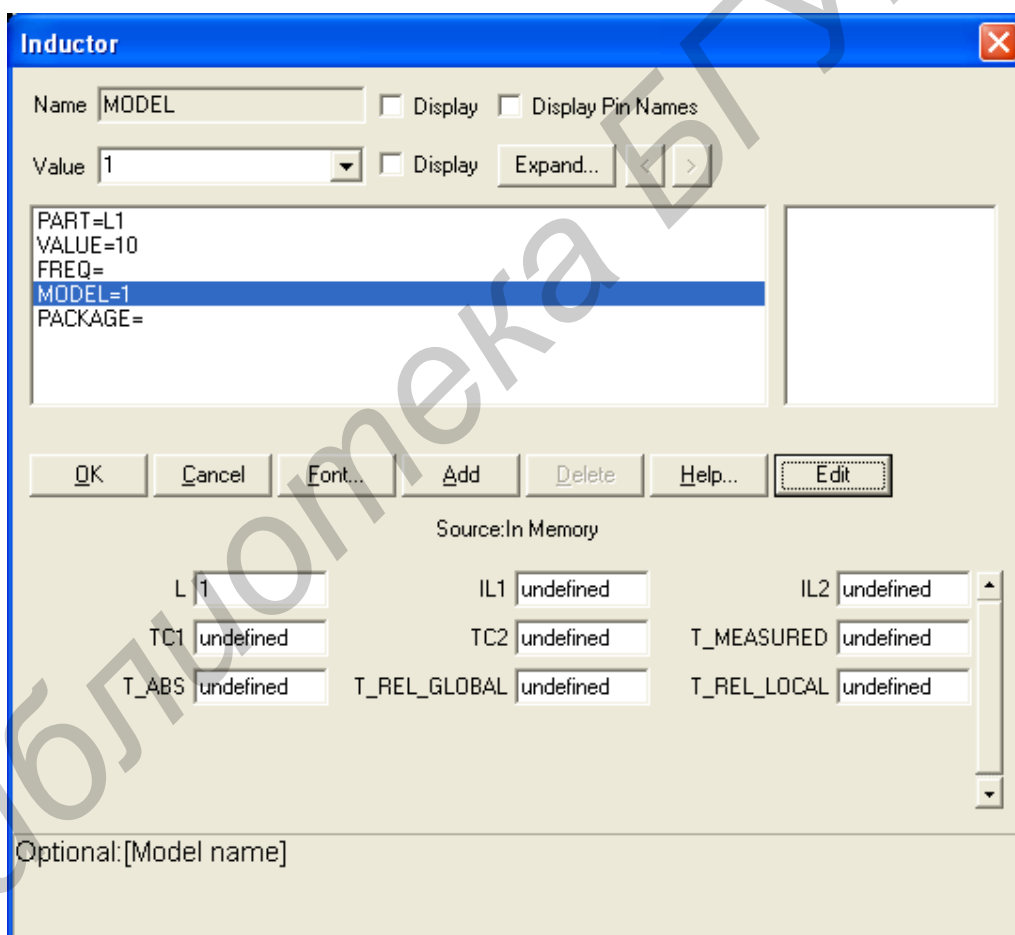 Inductor
Name MODEL Display Display Pin Names
Value 1 Display Expand... < >
PART=L1
VALUE=10
FREQ=
MODEL=1
PACKAGE=
OK Cancel Font... Add Delete Help... Edit
Source:In Memory
L 1 IL1 undefined IL2 undefined
TC1 undefined TC2 undefined T_MEASURED undefined
T_ABS undefined T_REL_GLOBAL undefined T_REL_LOCAL undefined
Optional:[Model name]